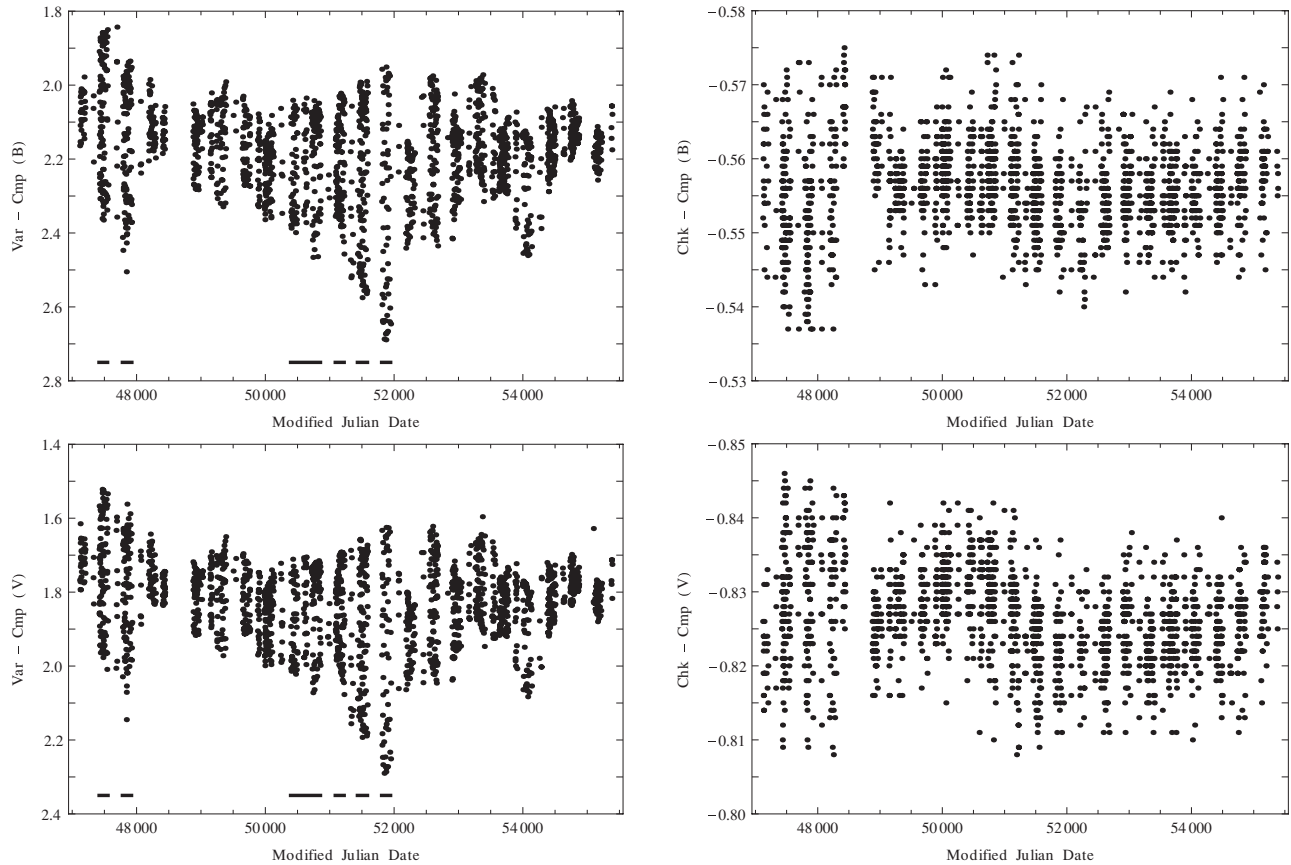 1.8
2.0
2.2
2.4
2.6
2.8
Var − Cmp (B)
48 000 50 000 52 000 54 000
Modified Julian Date
−0.58
−0.57
−0.56
−0.55
−0.54
−0.53
Chk − Cmp (B)
48 000 50 000 52 000 54 000
Modified Julian Date
1.4
1.6
1.8
2.0
2.2
2.4
Var − Cmp (V)
48 000 50 000 52 000 54 000
Modified Julian Date
−0.85
−0.84
−0.83
−0.82
−0.81
−0.80
Chk − Cmp (V)
48 000 50 000 52 000 54 000
Modified Julian Date